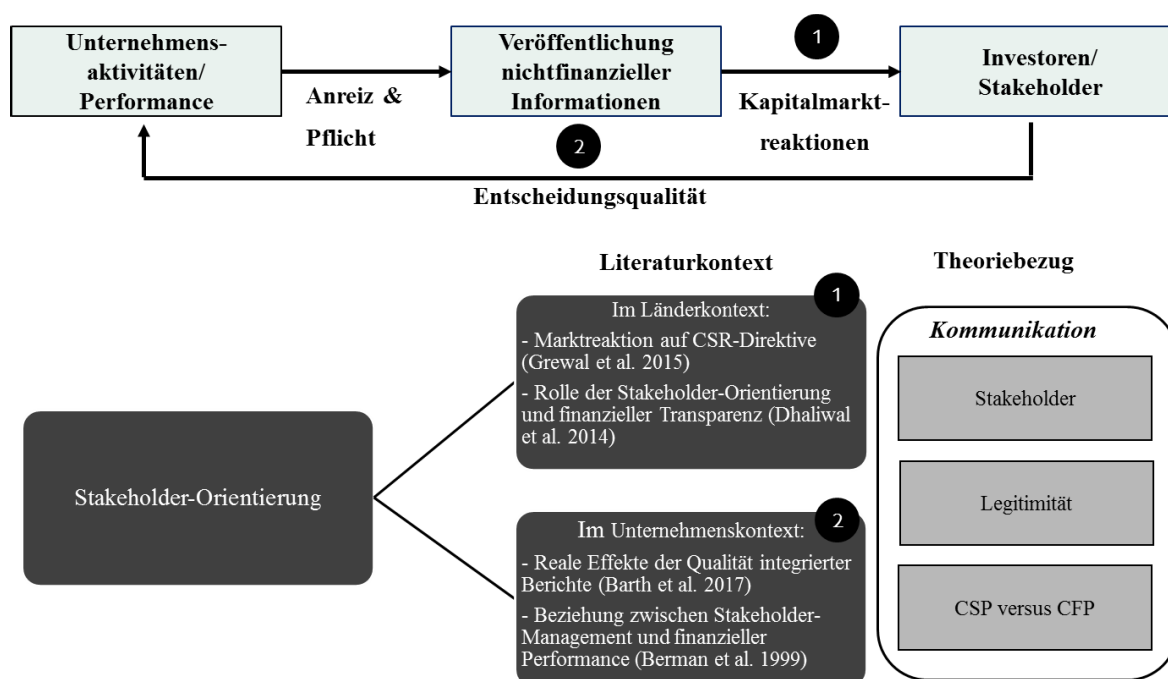 1
Unternehmens-
aktivitäten/
Performance
Anreiz &
Pflicht
Veröffentlichung
nichtfinanzieller
Informationen
Kapitalmarkt-
reaktionen
Investoren/
Stakeholder
2
Entscheidungsqualität
Literaturkontext
Theoriebezug
Stakeholder-Orientierung
1
Im Länderkontext:
- Marktreaktion auf CSR-Direktive
(Grewal et al. 2015)
- Rolle der Stakeholder-Orientierung
und finanzieller Transparenz (Dhaliwal
et al. 2014)
2
Im Unternehmenskontext:
- Reale Effekte der Qualität integrierter
Berichte (Barth et al. 2017)
- Beziehung zwischen Stakeholder-
Management und finanzieller
Performance (Berman et al. 1999)
Kommunikation
Stakeholder
Legitimität
CSP versus CFP